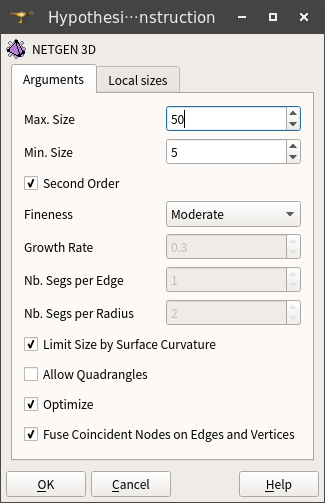 Hypothesi···nstruction
NETGEN 3D
Arguments
Local sizes
Max. Size
50
Min. Size
5
Second Order
Fineness
Moderate
Growth Rate
0.3
Nb. Segs per Edge
1
Nb. Segs per Radius
2
Limit Size by Surface Curvature
Allow Quadrangles
Optimize
Fuse Coincident Nodes on Edges and Vertices
OK
Cancel
Help